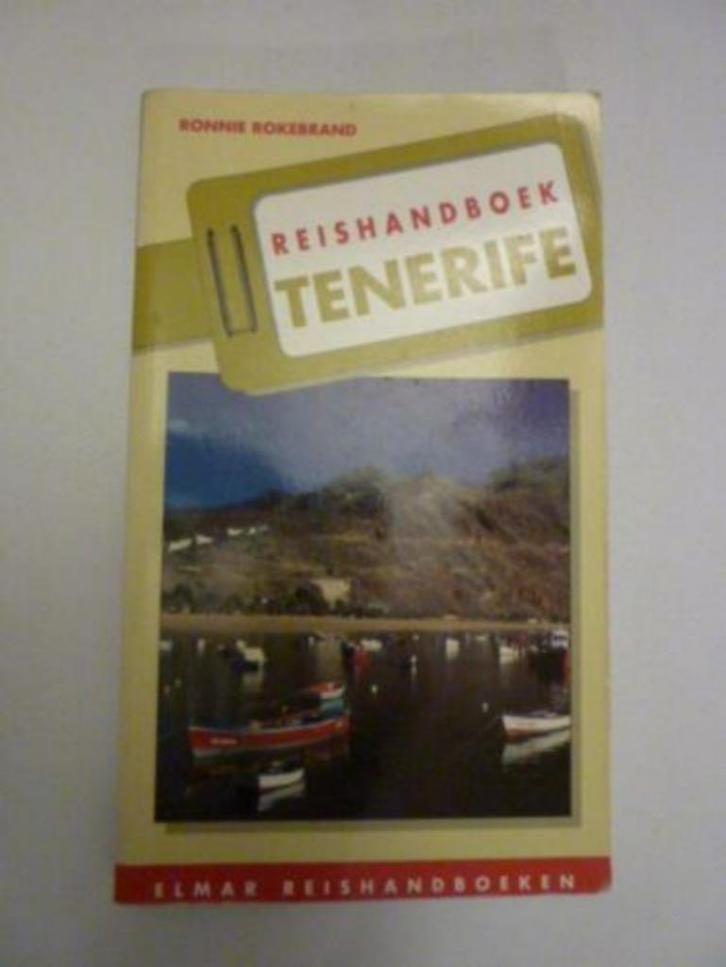 RONNIE ROKEBRAND
REISHANDBOEK
TENERIFE
ELMAR REISHANDBOEKEN